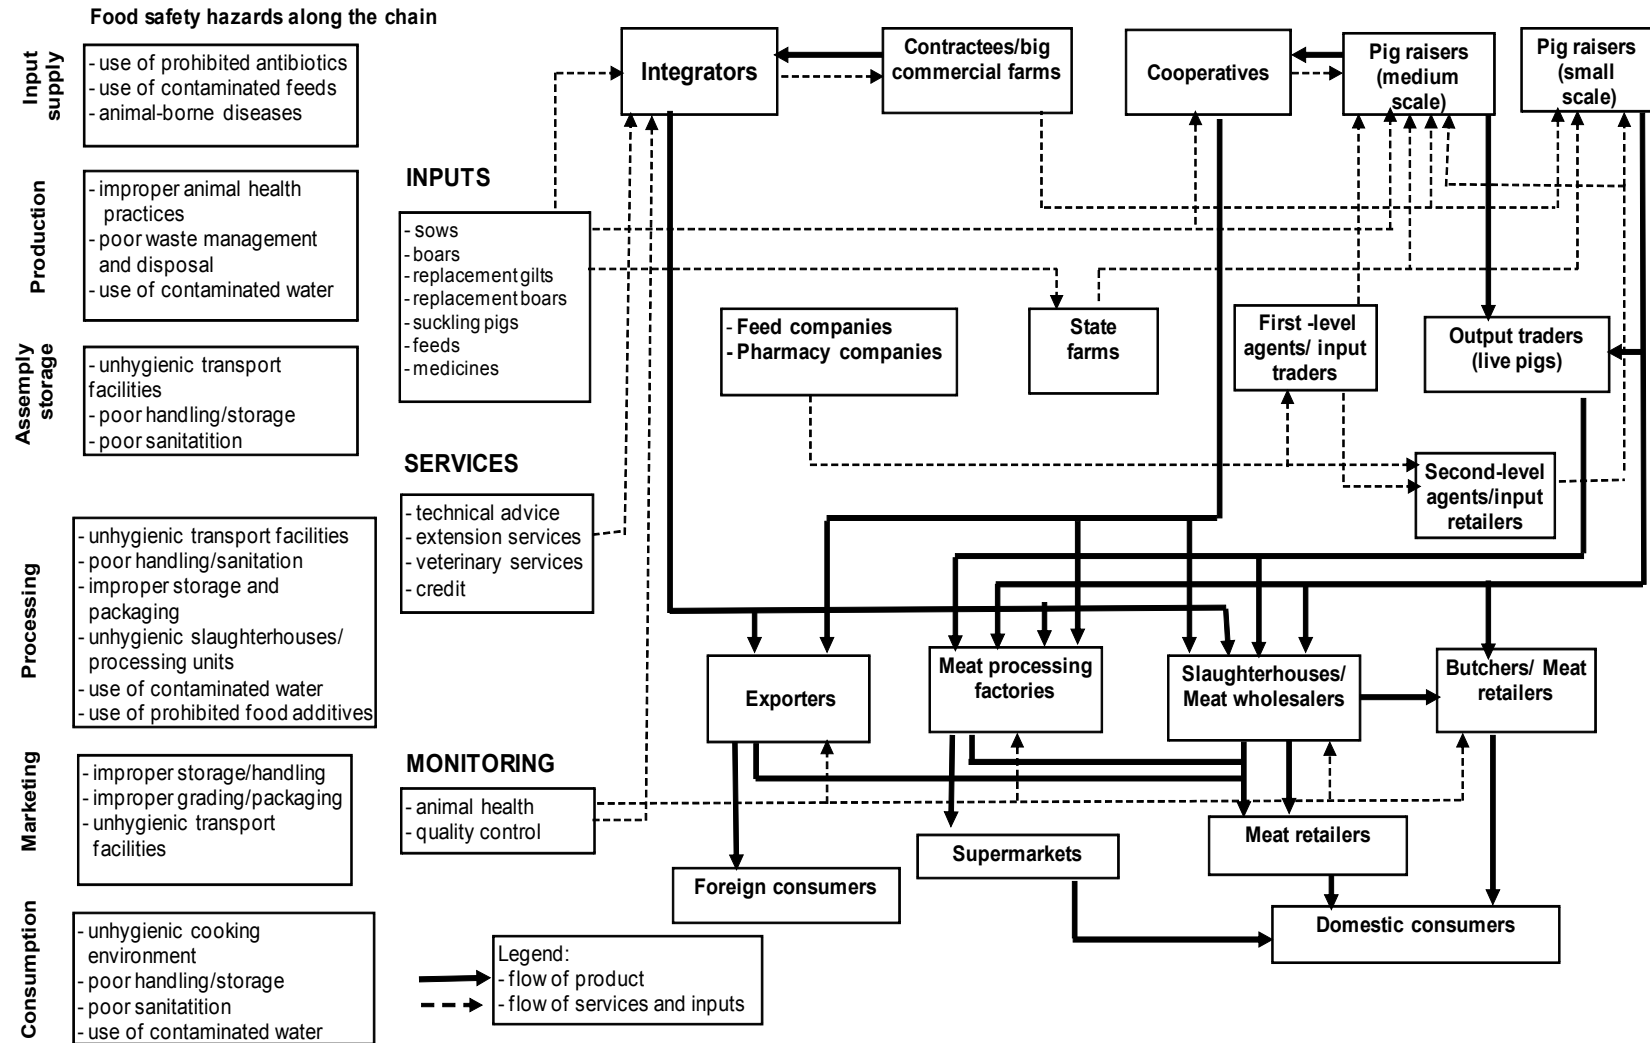 Food safety hazards along the chain
Input
supply
- use of prohibited antibiotics
- use of contaminated feeds
- animal-borne diseases
Production
- improper animal health
practices
- poor waste management
and disposal
- use of contaminated water
Assemply
storage
- unhygienic transport
facilities
- poor handling/storage
- poor sanitatition
Processing
- unhygienic transport facilities
- poor handling/sanitation
- improper storage and
packaging
- unhygienic slaughterhouses/
processing units
- use of contaminated water
- use of prohibited food additives
Marketing
- improper storage/handling
- improper grading/packaging
- unhygienic transport
facilities
Consumption
- unhygienic cooking
environment
- poor handling/storage
- poor sanitatition
- use of contaminated water
INPUTS
- sows
- boars
- replacement gilts
- replacement boars
- suckling pigs
- feeds
- medicines
SERVICES
- technical advice
- extension services
- veterinary services
- credit
MONITORING
- animal health
- quality control
Integrators
Contractees/big
commercial farms
Cooperatives
Pig raisers
(medium
scale)
Pig raisers
(small
scale)
- Feed companies
- Pharmacy companies
State
farms
First -level
agents/ input
traders
Output traders
(live pigs)
Second-level
agents/input
retailers
Exporters
Meat processing
factories
Slaughterhouses/
Meat wholesalers
Butchers/ Meat
retailers
Foreign consumers
Supermarkets
Meat retailers
Domestic consumers
Legend:
- flow of product
- flow of services and inputs